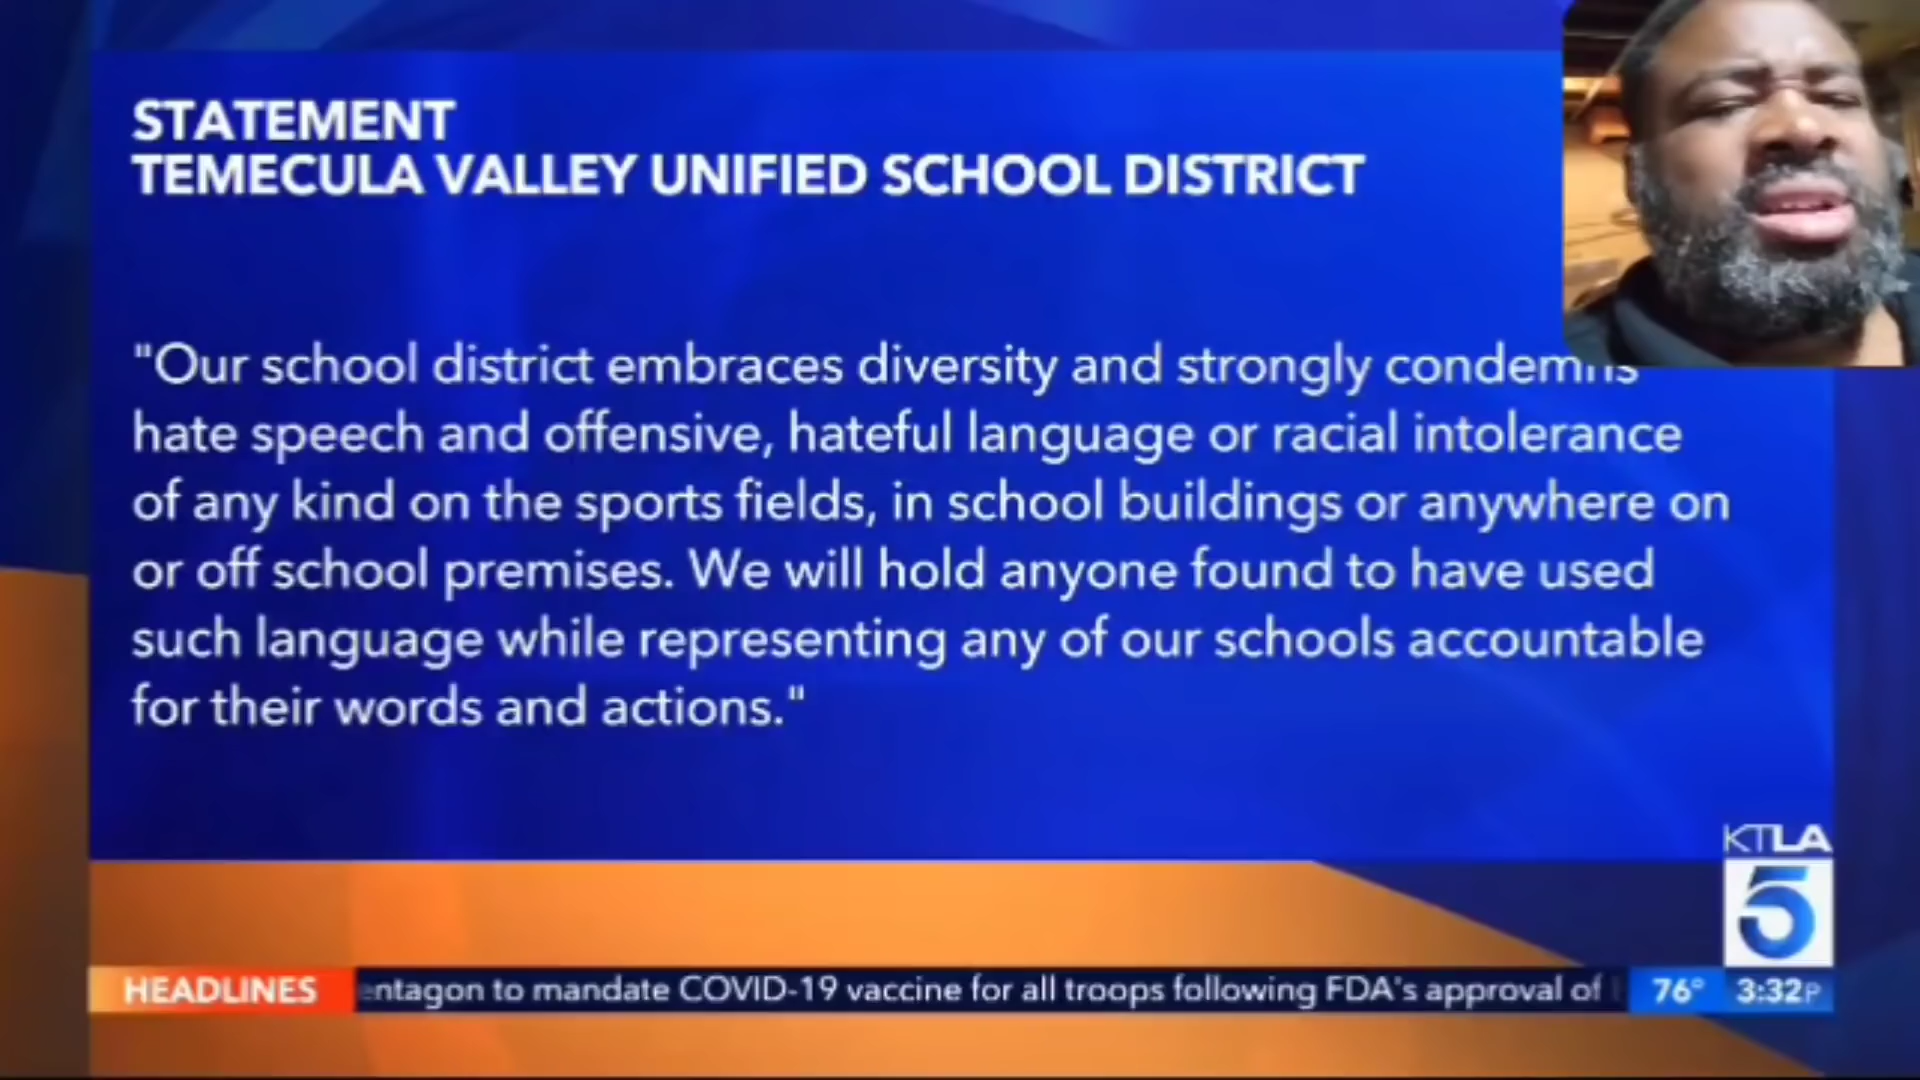 STATEMENT
TEMECULA VALLEY UNIFIED SCHOOL DISTRICT
"Our school district embraces diversity and strongly condemns
hate speech and offensive, hateful language or racial intolerance
of any kind on the sports fields, in school buildings or anywhere on
or off school premises. We will hold anyone found to have used
such language while representing any of our schools accountable
for their words and actions."
KTLA
5
HEADLINES entagon to mandate COVID-19 vaccine for all troops following FDA's approval of 76° 3:32P